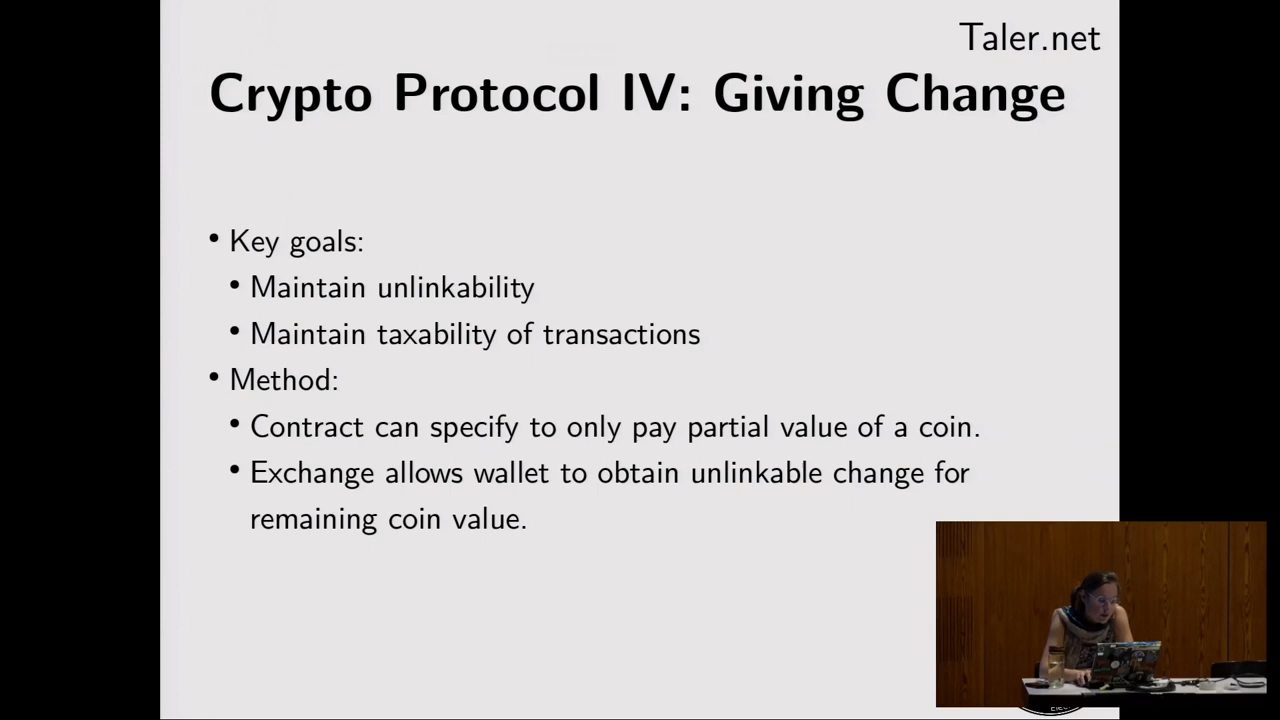 Taler.net
Crypto Protocol IV: Giving Change
• Key goals:
• Maintain unlinkability
• Maintain taxability of transactions
• Method:
• Contract can specify to only pay partial value of a coin.
• Exchange allows wallet to obtain unlinkable change for
remaining coin value.